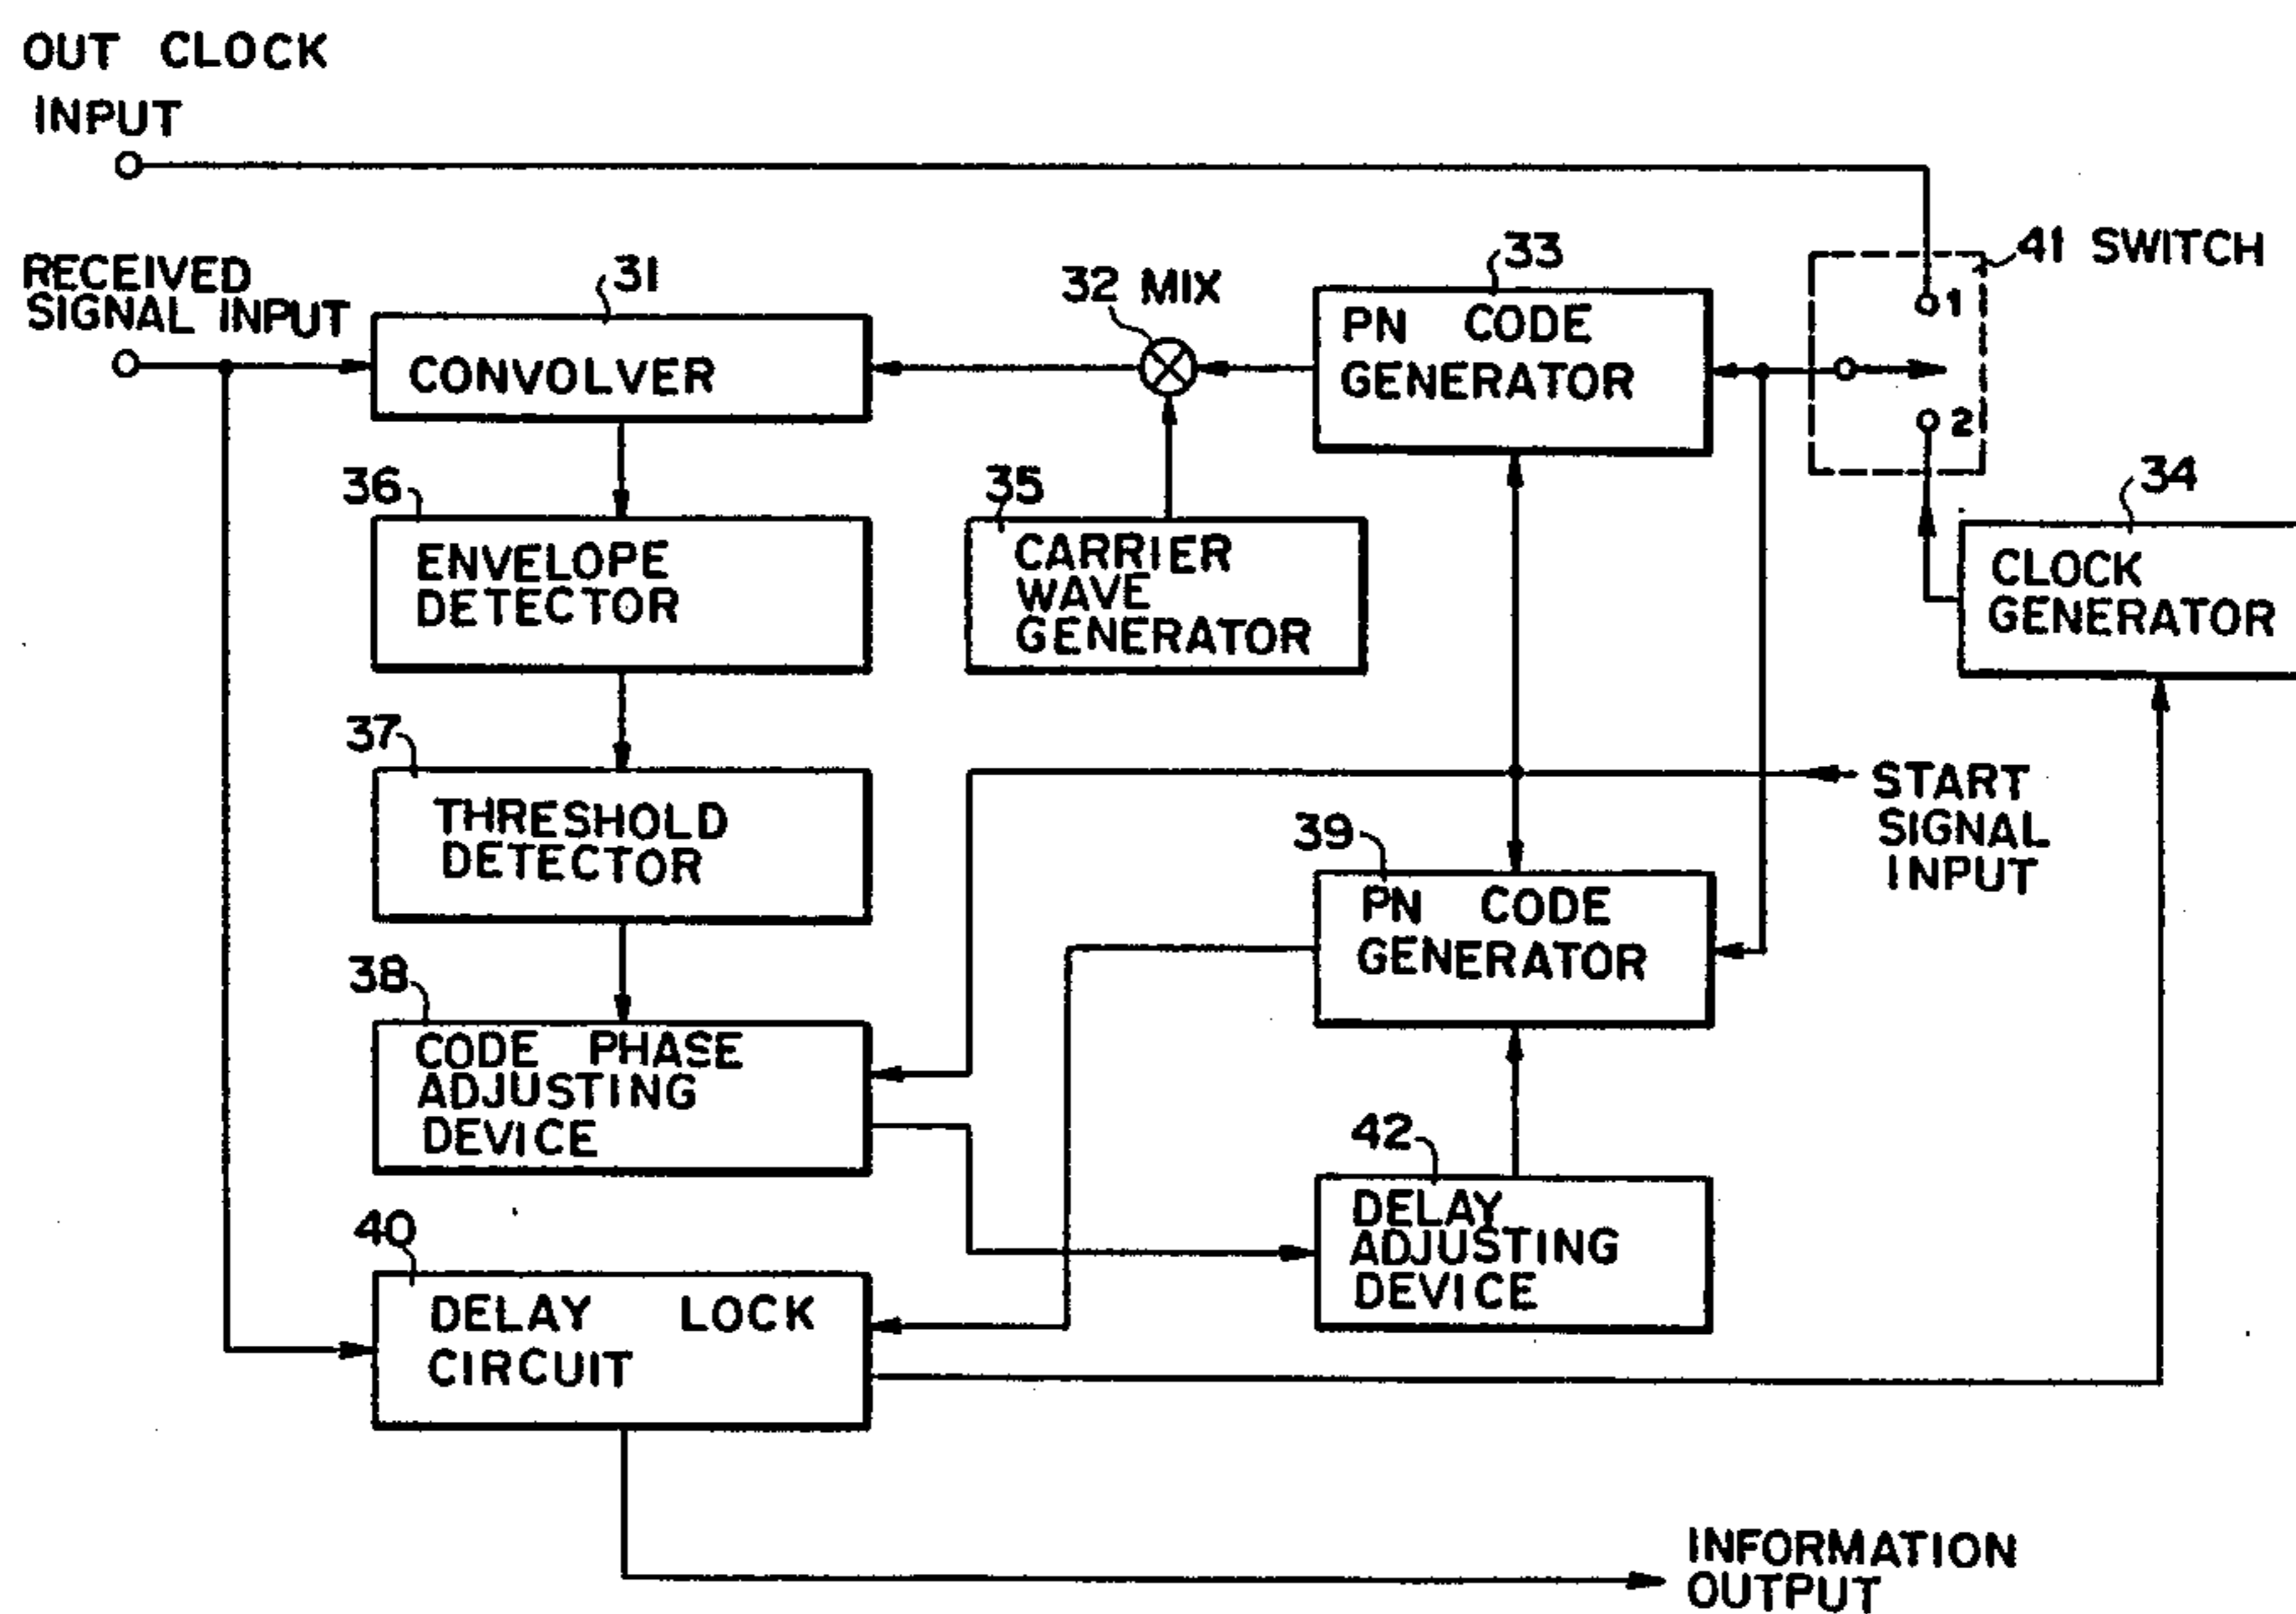 OUT CLOCK
INPUT
RECEIVED
SIGNAL INPUT
31
CONVOLVER
32 MIX
33
PN CODE
GENERATOR
41 SWITCH
1
2
36
ENVELOPE
DETECTOR
35
CARRIER
WAVE
GENERATOR
34
CLOCK
GENERATOR
37
THRESHOLD
DETECTOR
START
SIGNAL
INPUT
39
PN CODE
GENERATOR
38
CODE PHASE
ADJUSTING
DEVICE
42
DELAY
ADJUSTING
DEVICE
40
DELAY LOCK
CIRCUIT
INFORMATION
OUTPUT